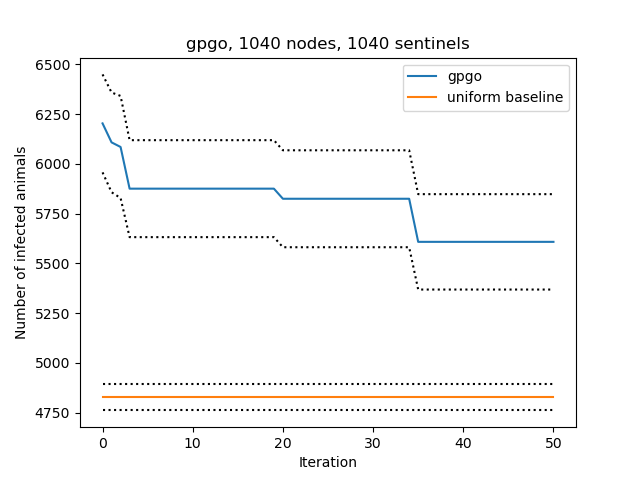 gpgo, 1040 nodes, 1040 sentinels
gpgo
uniform baseline
Number of infected animals
6500
6250
6000
5750
5500
5250
5000
4750
0 10 20 30 40 50
Iteration